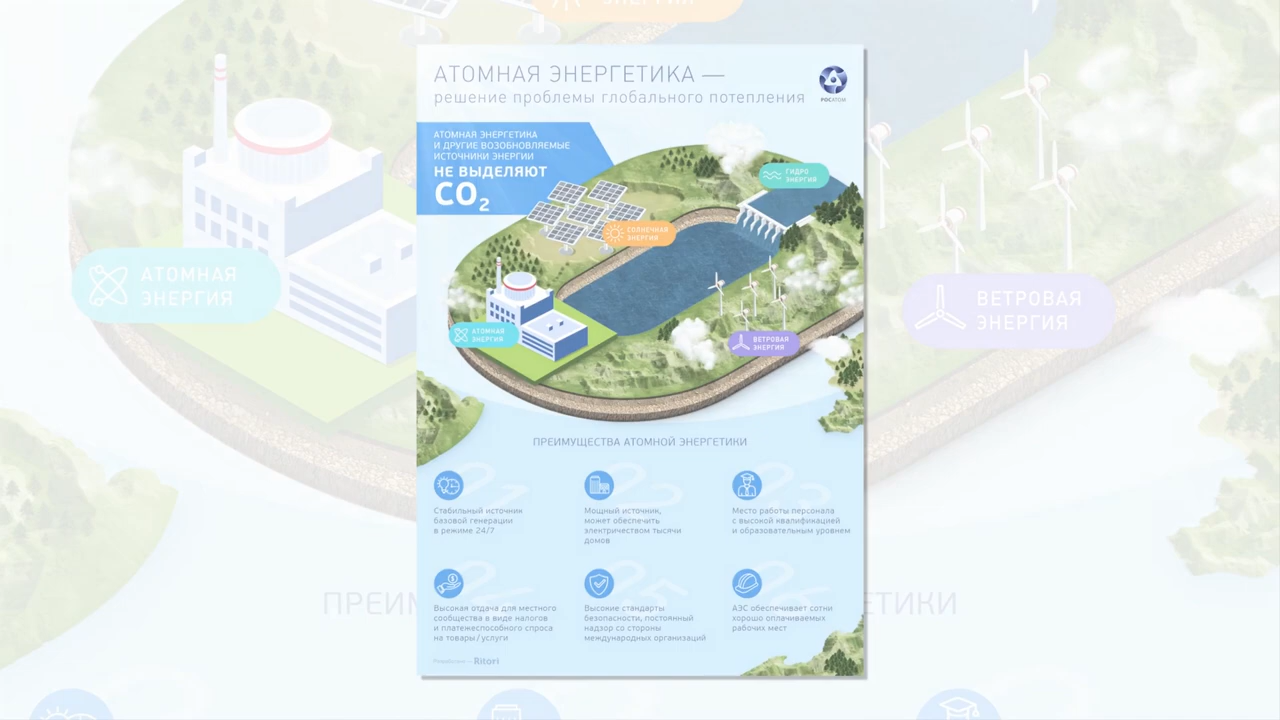 АТОМНАЯ ЭНЕРГЕТИКА —
решение проблемы глобального потепления
РОСАТОМ
АТОМНАЯ ЭНЕРГЕТИКА
И ДРУГИЕ ВОЗОБНОВЛЯЕМЫЕ
ИСТОЧНИКИ ЭНЕРГИИ
НЕ ВЫДЕЛЯЮТ
CO2
ГИДРО
ЭНЕРГИЯ
СОЛНЕЧНАЯ
ЭНЕРГИЯ
АТОМНАЯ
ЭНЕРГИЯ
ВЕТРОВАЯ
ЭНЕРГИЯ
ПРЕИМУЩЕСТВА АТОМНОЙ ЭНЕРГЕТИКИ
Стабильный источник
базовой генерации
в режиме 24/7
Мощный источник,
может обеспечить
электричеством тысячи
домов
Место работы персонала
с высокой квалификацией
и образовательным уровнем
Высокая отдача для местного
сообщества в виде налогов
и платежеспособного спроса
на товары/услуги
Высокие стандарты
безопасности, постоянный
надзор со стороны
международных организаций
АЭС обеспечивает сотни
хорошо оплачиваемых
рабочих мест
Ritori
АТОМНАЯ
ЭНЕРГИЯ
ВЕТРОВАЯ
ЭНЕРГИЯ